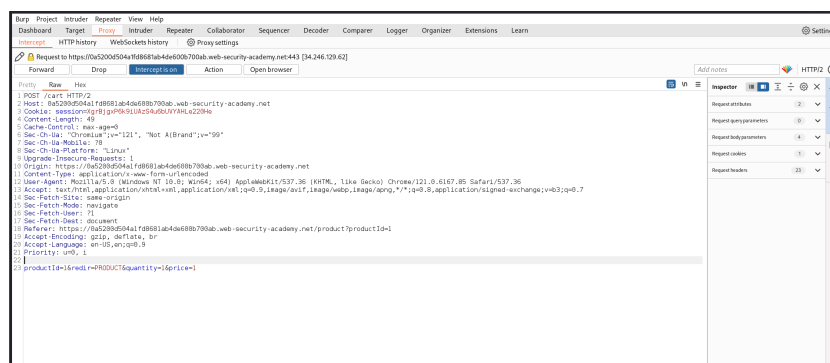 Burp Project Intruder Repeater View Help
Dashboard Target Proxy Intruder Repeater Collaborator Sequencer Decoder Comparer Logger Organizer Extensions Learn Settin
Intercept HTTP history WebSockets history Proxy settings
Request to https://0a5200d504a1fd8681ab4de600b700ab.web-security-academy.net:443 [34.246.129.62]
Forward Drop Intercept is on Action Open browser Add notes HTTP/2
Pretty Raw Hex \n
Inspector
Request attributes 2
Request query parameters 0
Request body parameters 4
Request cookies 1
Request headers 23
1 POST /cart HTTP/2
2 Host: 0a5200d504a1fd8681ab4de600b700ab.web-security-academy.net
3 Cookie: session=XgrBjgxP6K9iUAzS4u6bUVYAHLe220He
4 Content-Length: 49
5 Cache-Control: max-age=0
6 Sec-Ch-Ua: "Chromium";v="121", "Not A(Brand";v="99"
7 Sec-Ch-Ua-Mobile: ?0
8 Sec-Ch-Ua-Platform: "Linux"
9 Upgrade-Insecure-Requests: 1
10 Origin: https://0a5200d504a1fd8681ab4de600b700ab.web-security-academy.net
11 Content-Type: application/x-www-form-urlencoded
12 User-Agent: Mozilla/5.0 (Windows NT 10.0; Win64; x64) AppleWebKit/537.36 (KHTML, like Gecko) Chrome/121.0.6167.85 Safari/537.36
13 Accept: text/html,application/xhtml+xml,application/xml;q=0.9,image/avif,image/webp,image/apng,*/*;q=0.8,application/signed-exchange;v=b3;q=0.7
14 Sec-Fetch-Site: same-origin
15 Sec-Fetch-Mode: navigate
16 Sec-Fetch-User: ?1
17 Sec-Fetch-Dest: document
18 Referer: https://0a5200d504a1fd8681ab4de600b700ab.web-security-academy.net/product?productId=1
19 Accept-Encoding: gzip, deflate, br
20 Accept-Language: en-US,en;q=0.9
21 Priority: u=0, i
22
23 productId=1&redir=PRODUCT&quantity=1&price=1